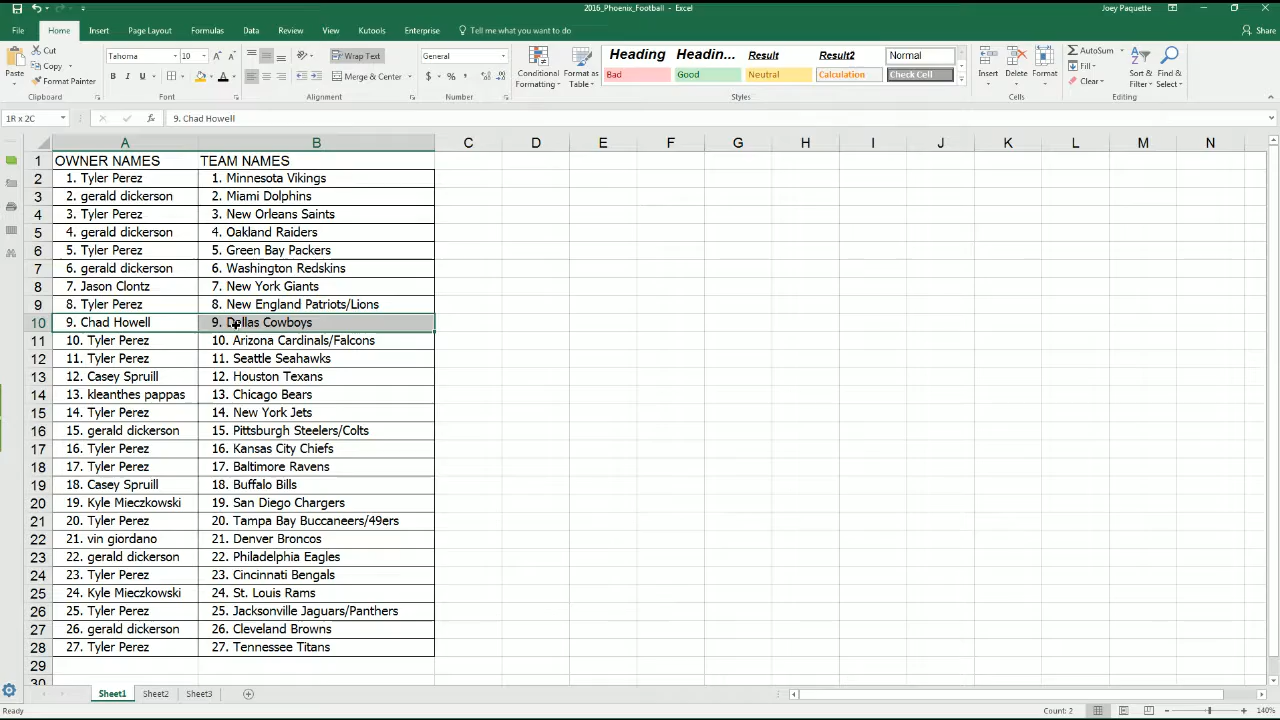 2016_Phoenix_Football - Excel
Joey Paquette
File Home Insert Page Layout Formulas Data Review View Kutools Enterprise Tell me what you want to do Share
Paste Cut Copy Format Painter Clipboard
Tahoma 10 B I U A Font
Wrap Text Merge & Center Alignment
General $ % , Number
Conditional Formatting Format as Table
Heading Headin... Result Result2 Normal
Bad Good Neutral Calculation Check Cell
Styles
Insert Delete Format Cells
AutoSum Fill Clear Sort & Filter Find & Select Editing
1R x 2C fx 9. Chad Howell
A B C D E F G H I J K L M N
1 OWNER NAMES TEAM NAMES
2 1. Tyler Perez 1. Minnesota Vikings
3 2. gerald dickerson 2. Miami Dolphins
4 3. Tyler Perez 3. New Orleans Saints
5 4. gerald dickerson 4. Oakland Raiders
6 5. Tyler Perez 5. Green Bay Packers
7 6. gerald dickerson 6. Washington Redskins
8 7. Jason Clontz 7. New York Giants
9 8. Tyler Perez 8. New England Patriots/Lions
10 9. Chad Howell 9. Dallas Cowboys
11 10. Tyler Perez 10. Arizona Cardinals/Falcons
12 11. Tyler Perez 11. Seattle Seahawks
13 12. Casey Spruill 12. Houston Texans
14 13. kleanthes pappas 13. Chicago Bears
15 14. Tyler Perez 14. New York Jets
16 15. gerald dickerson 15. Pittsburgh Steelers/Colts
17 16. Tyler Perez 16. Kansas City Chiefs
18 17. Tyler Perez 17. Baltimore Ravens
19 18. Casey Spruill 18. Buffalo Bills
20 19. Kyle Mieczkowski 19. San Diego Chargers
21 20. Tyler Perez 20. Tampa Bay Buccaneers/49ers
22 21. vin giordano 21. Denver Broncos
23 22. gerald dickerson 22. Philadelphia Eagles
24 23. Tyler Perez 23. Cincinnati Bengals
25 24. Kyle Mieczkowski 24. St. Louis Rams
26 25. Tyler Perez 25. Jacksonville Jaguars/Panthers
27 26. gerald dickerson 26. Cleveland Browns
28 27. Tyler Perez 27. Tennessee Titans
29
30
Sheet1 Sheet2 Sheet3
Ready Count: 2 140%